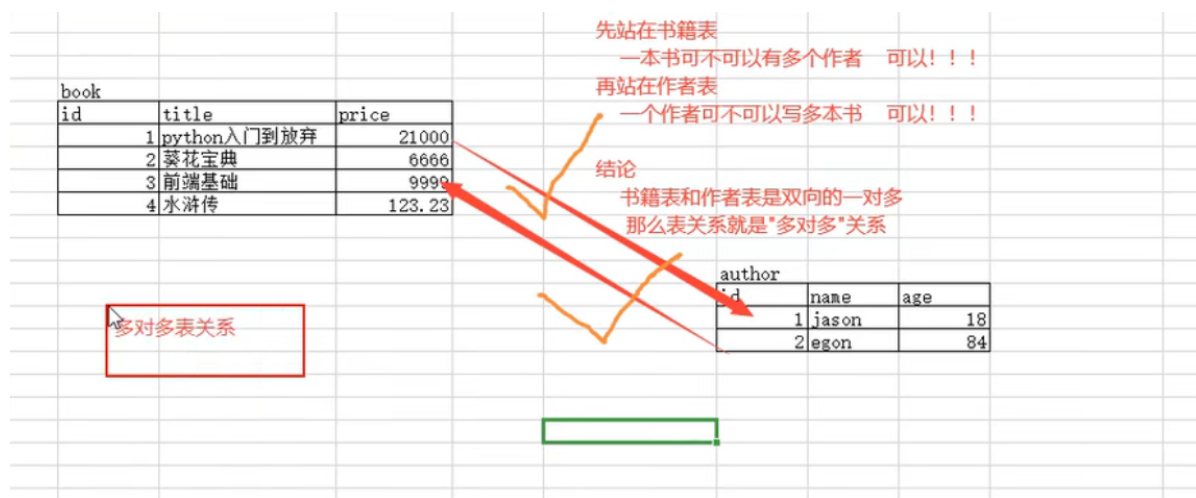 先站在书籍表
一本书可不可以有多个作者 可以！！！
再站在作者表
一个作者可不可以写多本书 可以！！！
book
id title price
1 python入门到放弃 21000
2 葵花宝典 6666
3 前端基础 9999
4 水浒传 123.23
结论
书籍表和作者表是双向的一对多
那么表关系就是"多对多"关系
author
id name age
1 jason 18
2 egon 84
多对多表关系